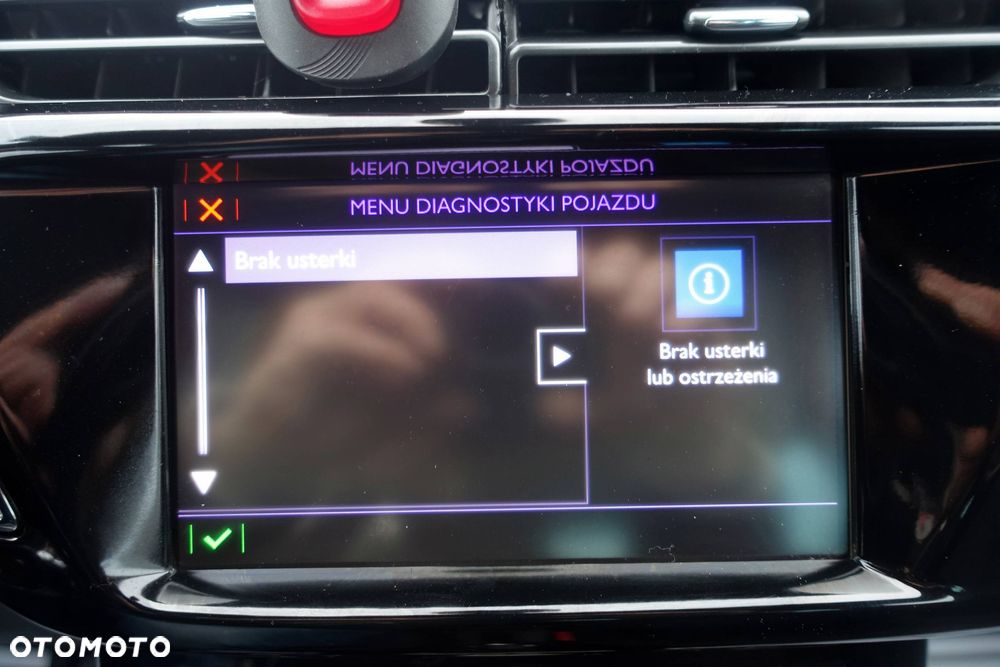 MENU DIAGNOSTYKI POJAZDU
MENU DIAGNOSTYKI POJAZDU
Brak usterki
Brak usterki
lub ostrzeżenia
OTOMOTO